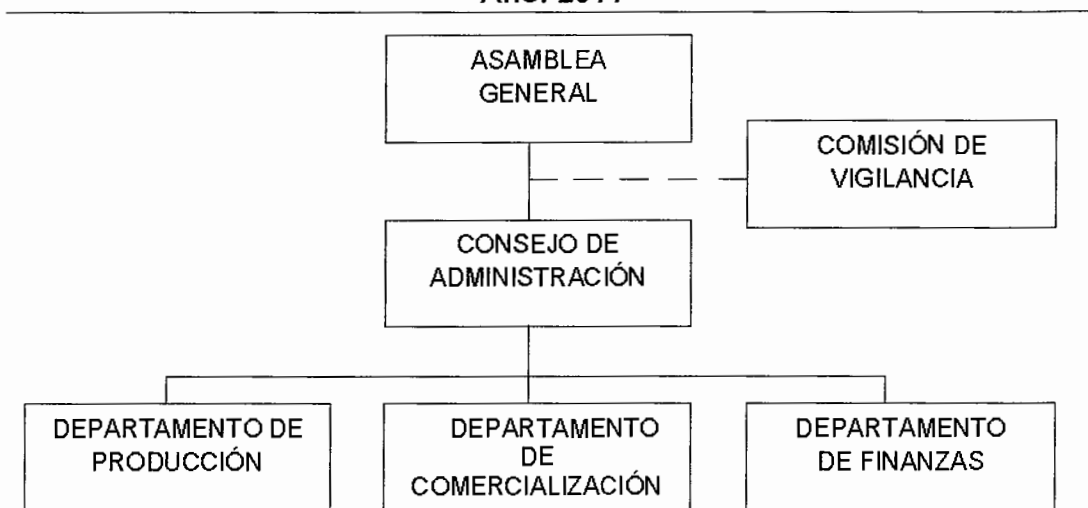 ASAMBLEA
GENERAL
COMISIÓN DE
VIGILANCIA
CONSEJO DE
ADMINISTRACIÓN
DEPARTAMENTO DE
PRODUCCIÓN
DEPARTAMENTO
DE
COMERCIALIZACIÓN
DEPARTAMENTO
DE FINANZAS